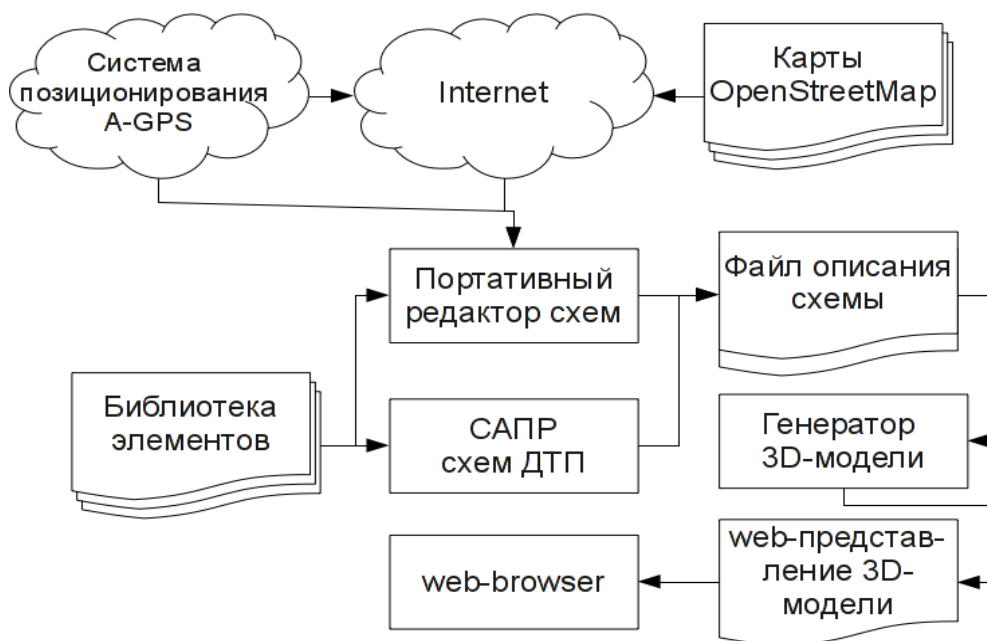 Система
позиционирования
A-GPS
Internet
Карты
OpenStreetMap
Портативный
редактор схем
Файл описания
схемы
Библиотека
элементов
САПР
схем ДТП
Генератор
3D-модели
web-browser
web-представ-
ление 3D-
модели